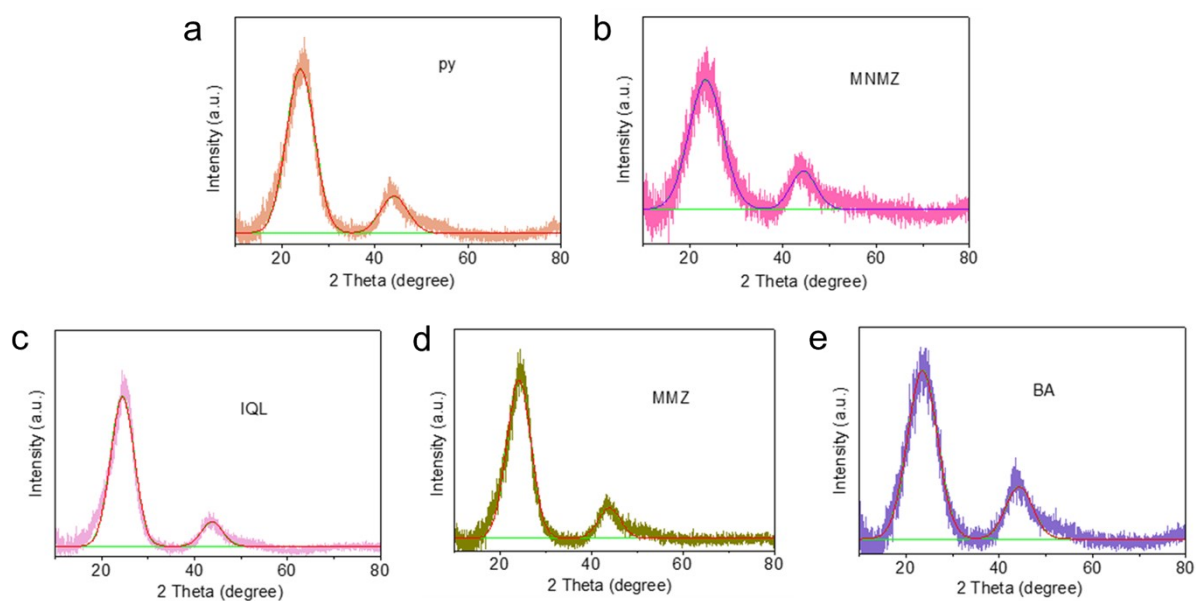 a
py
Intensity (a.u.)
20 40 60 80
2 Theta (degree)
b
MNMZ
Intensity (a.u.)
20 40 60 80
2 Theta (degree)
c
IQL
Intensity (a.u.)
20 40 60 80
2 Theta (degree)
d
MMZ
Intensity (a.u.)
20 40 60 80
2 Theta (degree)
e
BA
Intensity (a.u.)
20 40 60 80
2 Theta (degree)